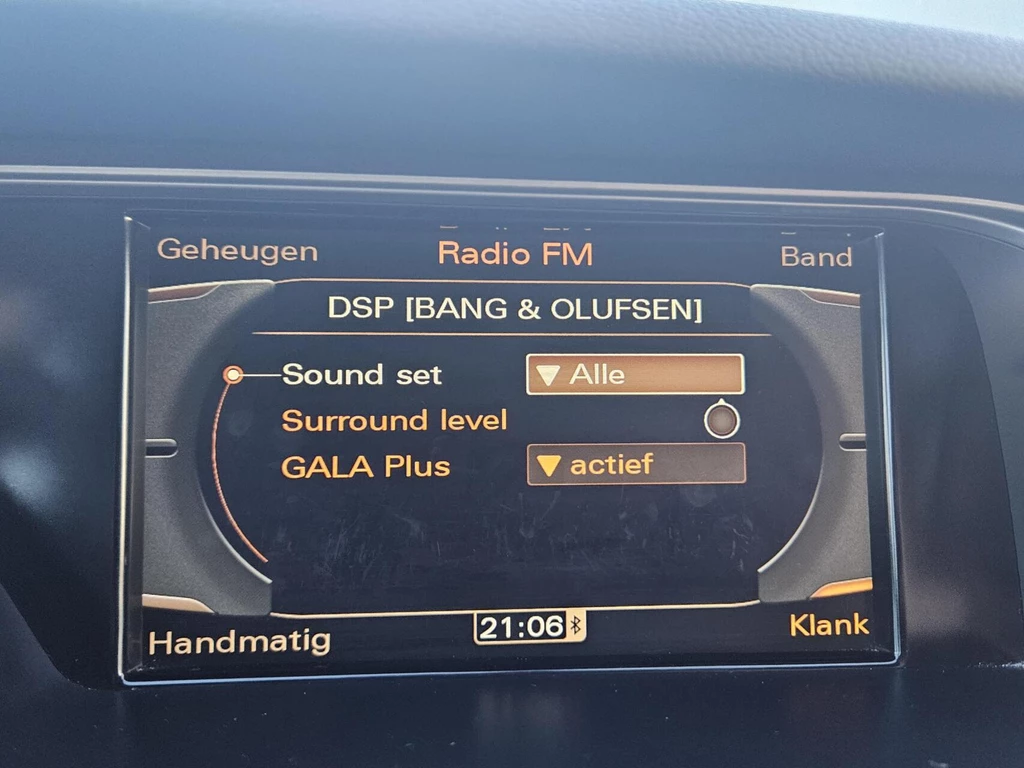 Geheugen Radio FM Band
DSP [BANG & OLUFSEN]
Sound set Alle
Surround level
GALA Plus actief
Handmatig 21:06 Klank